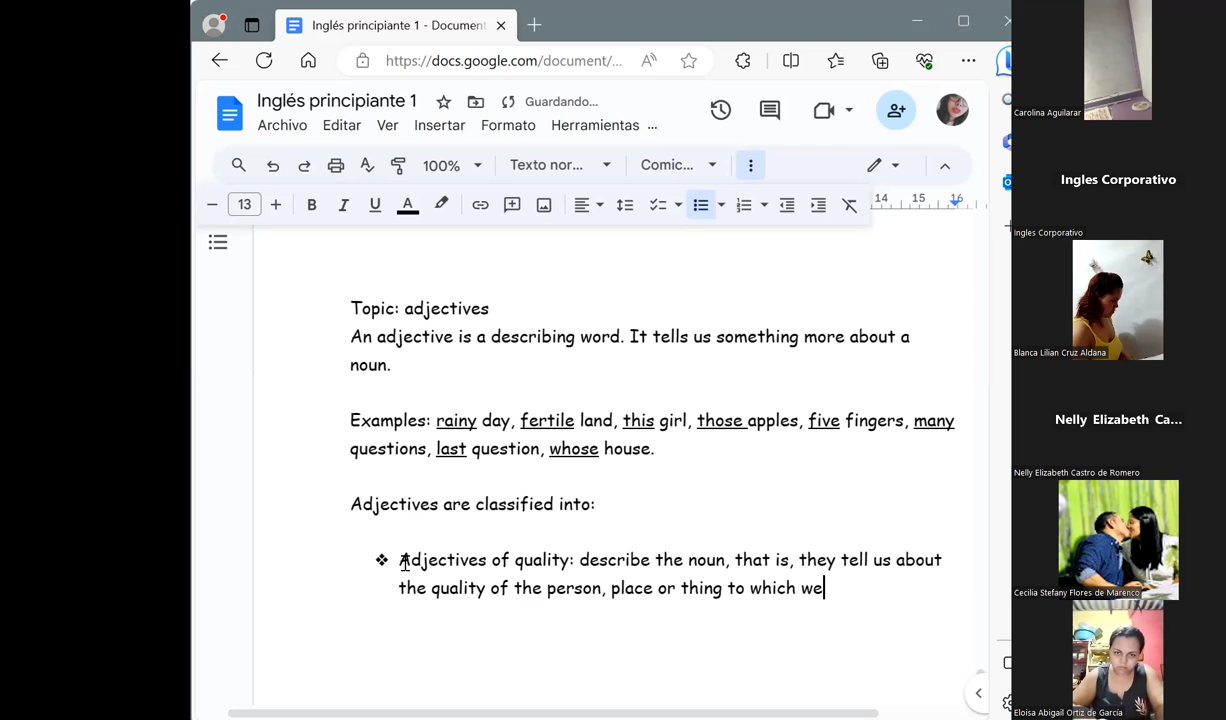 Inglés principiante 1 - Document
https://docs.google.com/document/...
Inglés principiante 1
Guardando...
Archivo Editar Ver Insertar Formato Herramientas ...
100% Texto nor... Comic...
13
14 15 16
Topic: adjectives
An adjective is a describing word. It tells us something more about a
noun.
Examples: rainy day, fertile land, this girl, those apples, five fingers, many
questions, last question, whose house.
Adjectives are classified into:
❖ Adjectives of quality: describe the noun, that is, they tell us about
the quality of the person, place or thing to which we
Carolina Aguilarar
Ingles Corporativo
Ingles Corporativo
Blanca Lilian Cruz Aldana
Nelly Elizabeth Ca...
Nelly Elizabeth Castro de Romero
Cecilia Stefany Flores de Marenco
Eloisa Abigail Ortiz de García